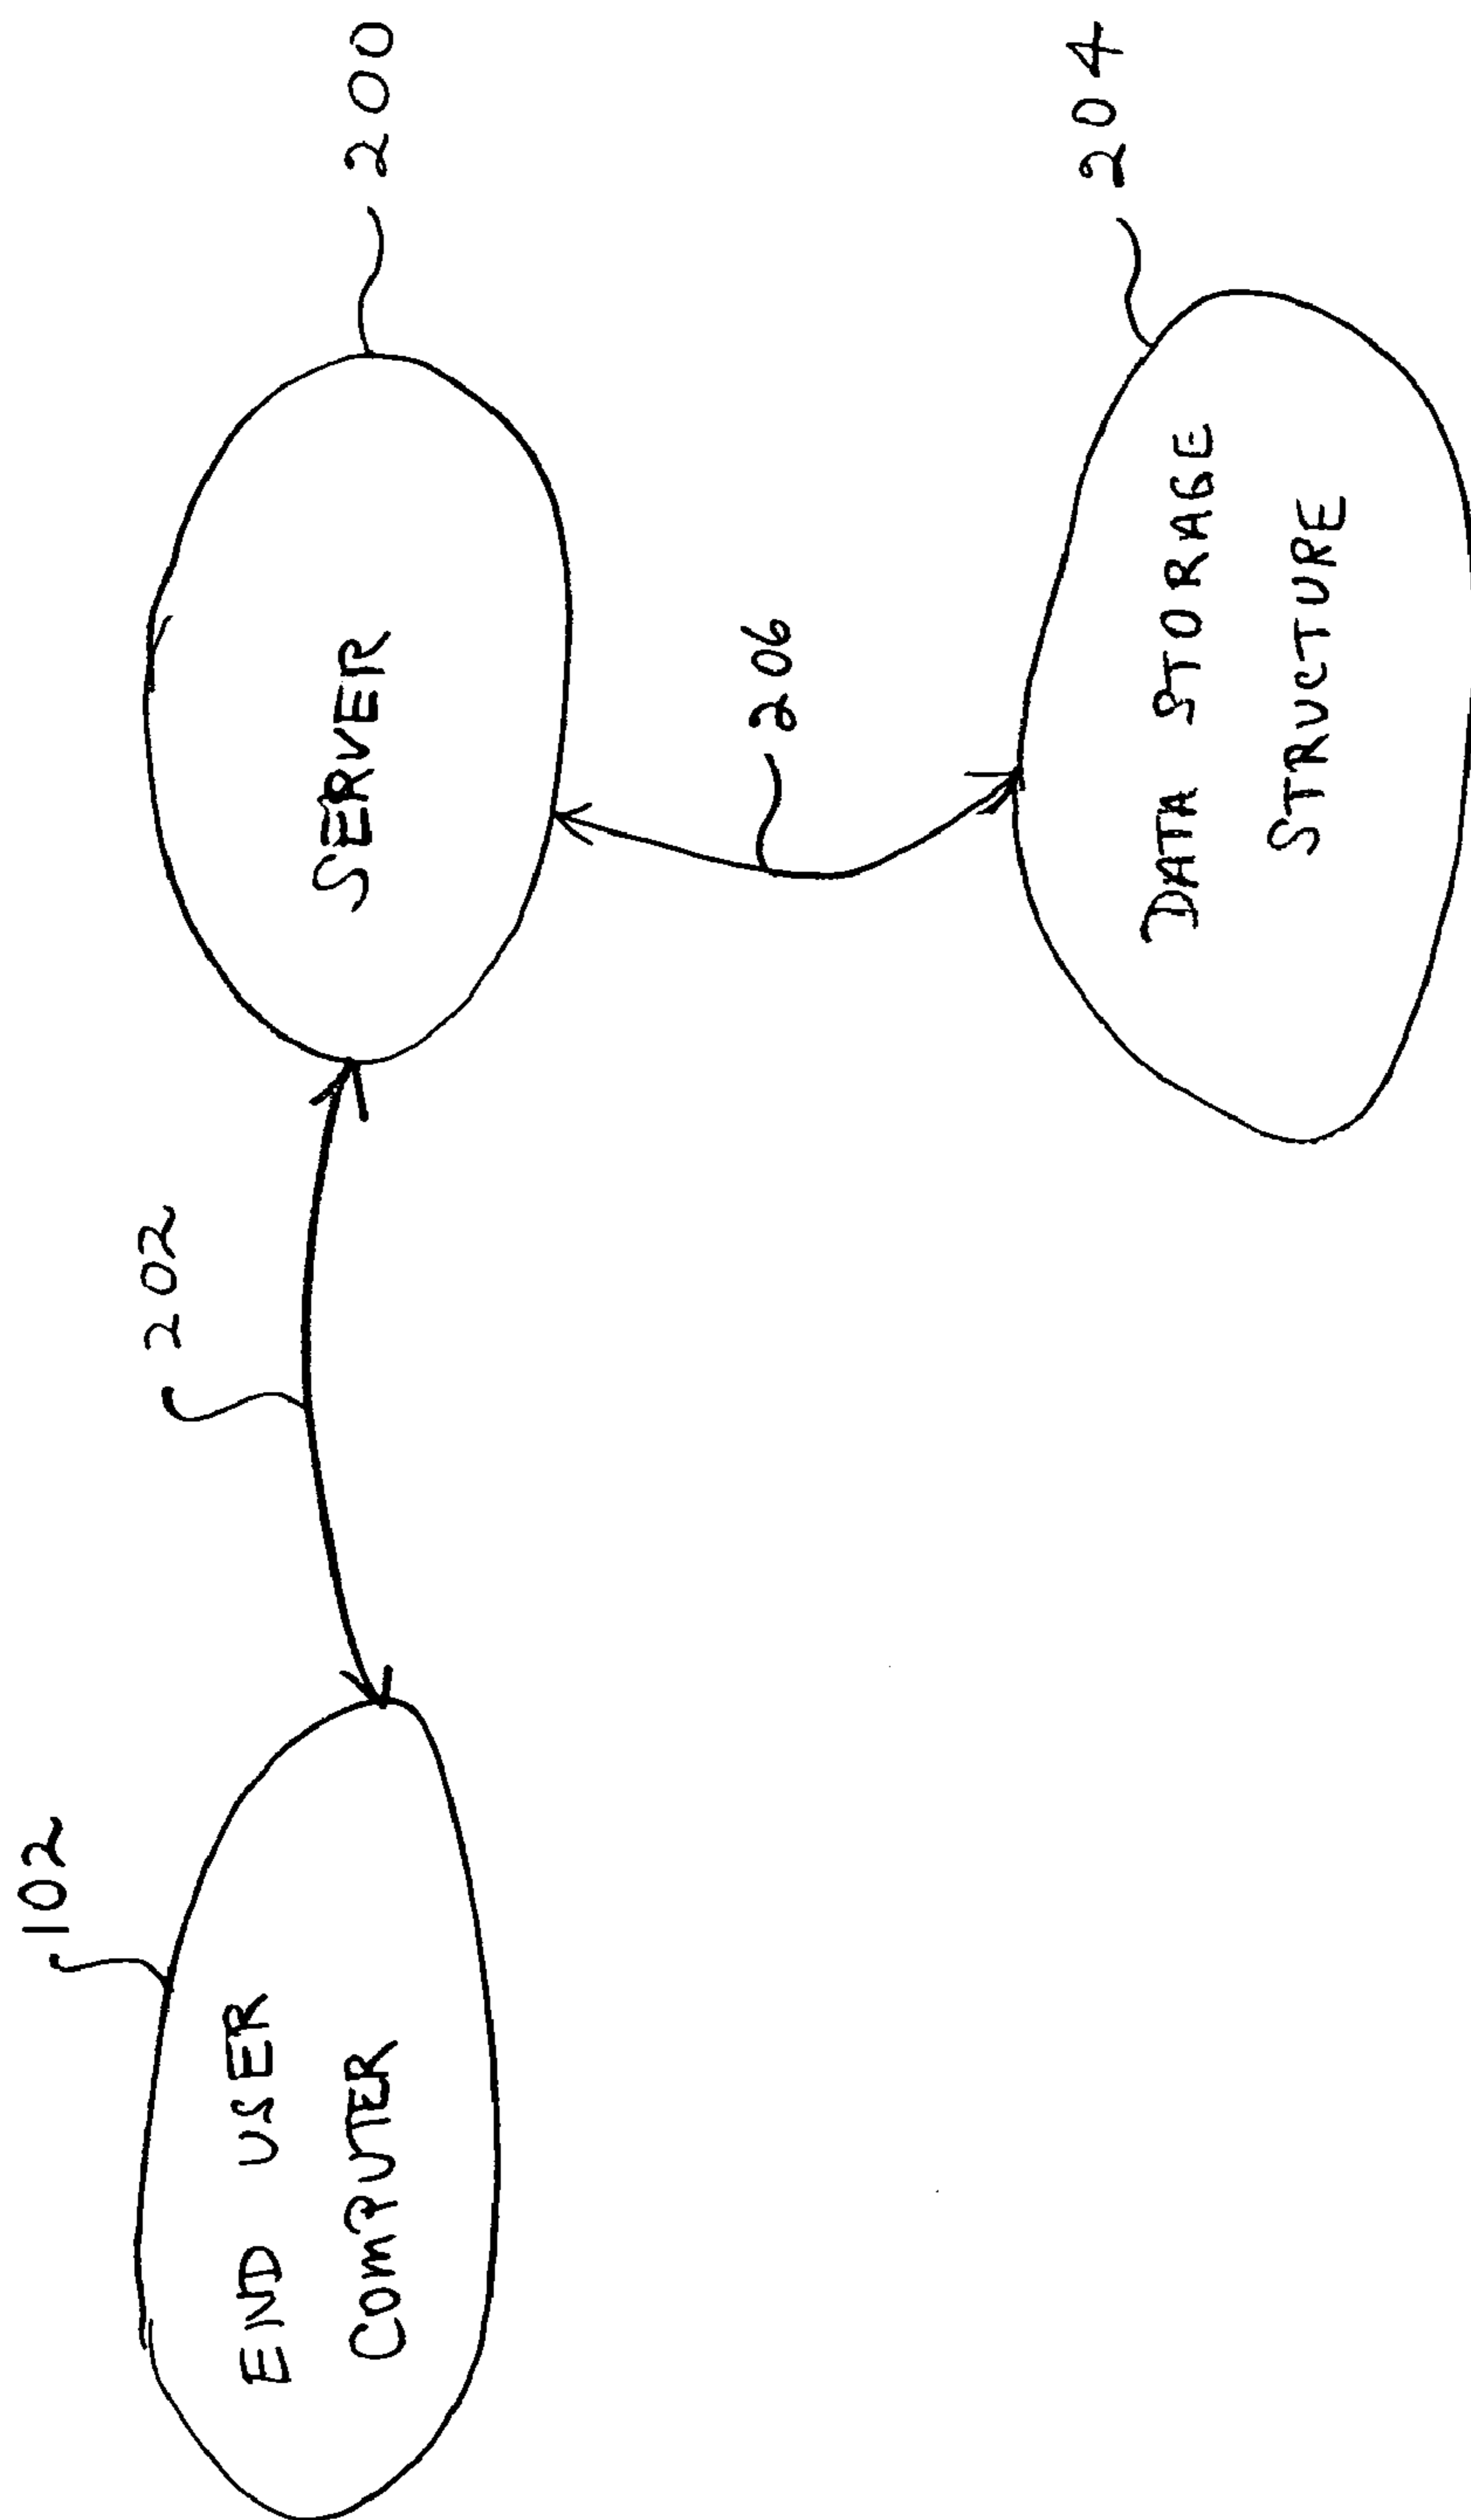 102
END USER
COMPUTER
202
SERVER
200
206
DATA STORAGE
STRUCTURE
204